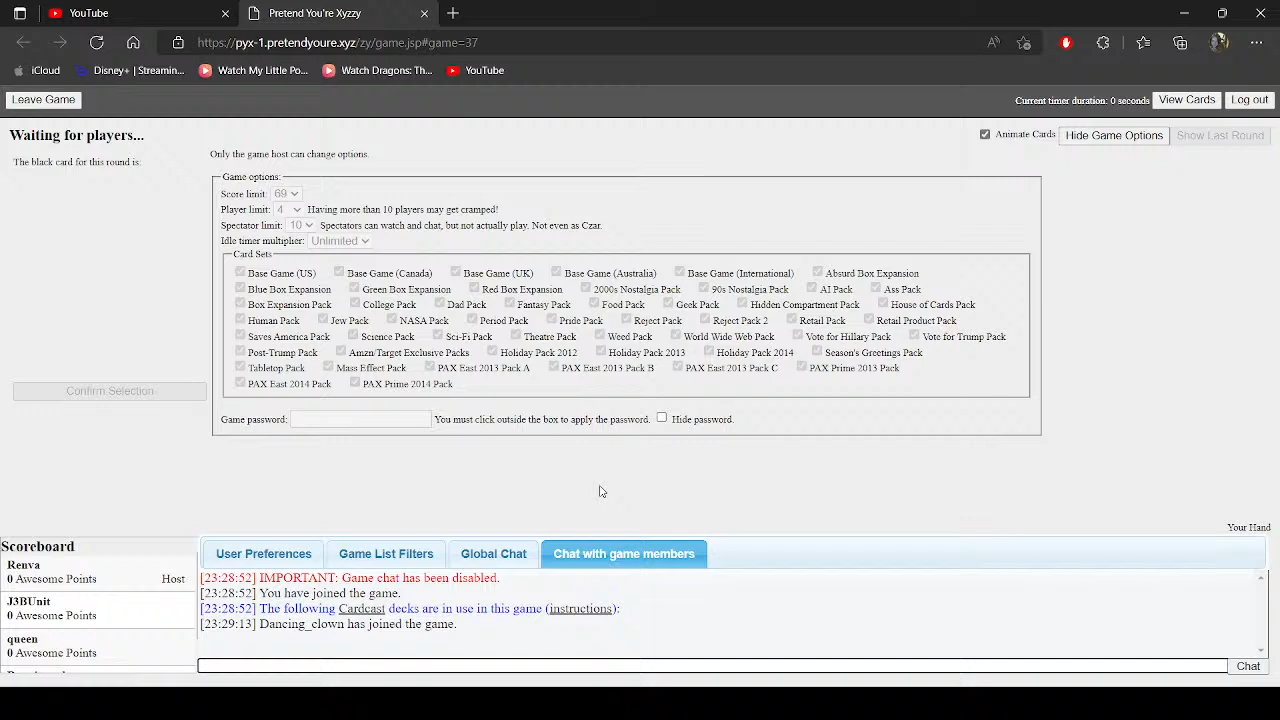 YouTube
Pretend You're Xyzzy
https://pyx-1.pretendyoure.xyz/zy/game.jsp#game=37
iCloud
Disney+ | Streamin...
Watch My Little Po...
Watch Dragons: Th...
YouTube
Leave Game
Current timer duration: 0 seconds
View Cards
Log out
Waiting for players...
Animate Cards
Hide Game Options
Show Last Round
The black card for this round is:
Only the game host can change options.
Game options:
Score limit: 69
Player limit: 4 Having more than 10 players may get cramped!
Spectator limit: 10 Spectators can watch and chat, but not actually play. Not even as Czar.
Idle timer multiplier: Unlimited
Card Sets
Base Game (US) Base Game (Canada) Base Game (UK) Base Game (Australia) Base Game (International) Absurd Box Expansion
Blue Box Expansion Green Box Expansion Red Box Expansion 2000s Nostalgia Pack 90s Nostalgia Pack AI Pack Ass Pack
Box Expansion Pack College Pack Dad Pack Fantasy Pack Food Pack Geek Pack Hidden Compartment Pack House of Cards Pack
Human Pack Jew Pack NASA Pack Period Pack Pride Pack Reject Pack Reject Pack 2 Retail Pack Retail Product Pack
Saves America Pack Science Pack Sci-Fi Pack Theatre Pack Weed Pack World Wide Web Pack Vote for Hillary Pack Vote for Trump Pack
Post-Trump Pack Amzn/Target Exclusive Packs Holiday Pack 2012 Holiday Pack 2013 Holiday Pack 2014 Season's Greetings Pack
Tabletop Pack Mass Effect Pack PAX East 2013 Pack A PAX East 2013 Pack B PAX East 2013 Pack C PAX Prime 2013 Pack
PAX East 2014 Pack PAX Prime 2014 Pack
Confirm Selection
Game password: You must click outside the box to apply the password. Hide password.
Your Hand
Scoreboard
Renva
0 Awesome Points Host
J3BUnit
0 Awesome Points
queen
0 Awesome Points
User Preferences
Game List Filters
Global Chat
Chat with game members
[23:28:52] IMPORTANT: Game chat has been disabled.
[23:28:52] You have joined the game.
[23:28:52] The following Cardcast decks are in use in this game (instructions):
[23:29:13] Dancing_clown has joined the game.
Chat